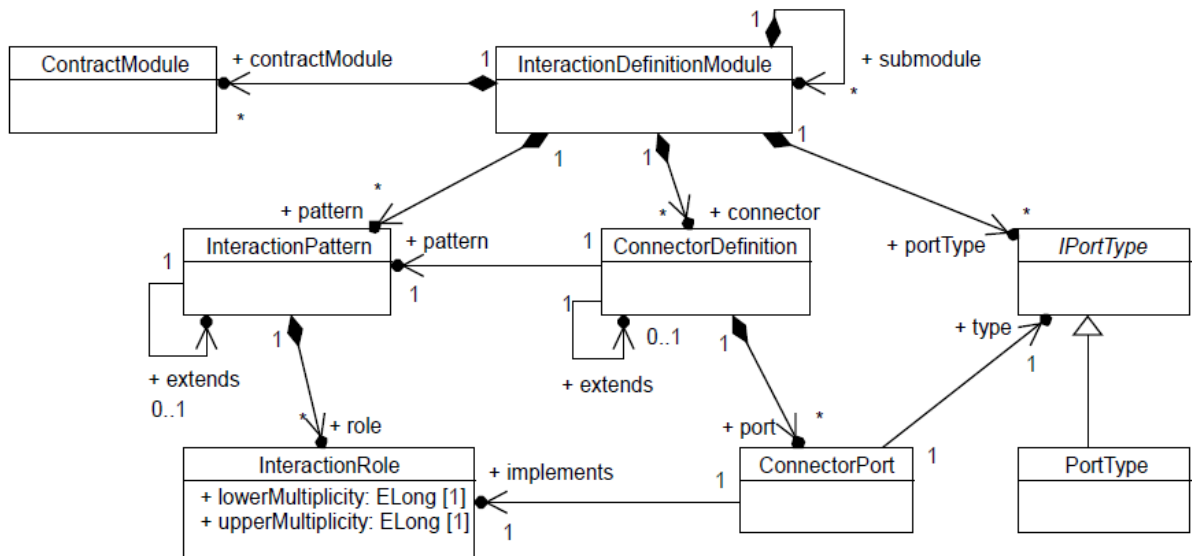 1
ContractModule
+ contractModule
1
InteractionDefinitionModule
+ submodule
*
*
1
1
1
*
+ pattern
*
+ connector
*
+ portType
InteractionPattern
+ pattern
1
ConnectorDefinition
IPortType
1
1
1
+ type
1
1
0..1
1
+ extends
0..1
+ extends
*
+ role
+ port
*
1
InteractionRole
+ implements
1
ConnectorPort
PortType
+ lowerMultiplicity: ELong [1]
+ upperMultiplicity: ELong [1]
1